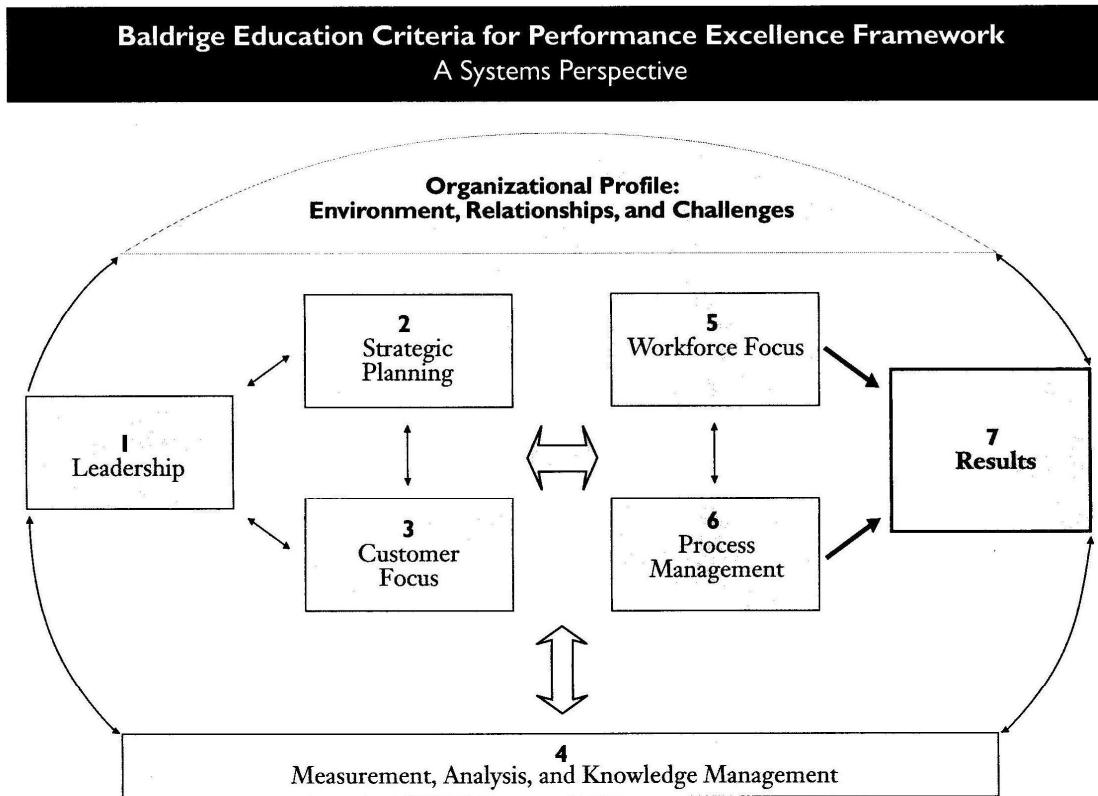 Baldrige Education Criteria for Performance Excellence Framework
A Systems Perspective
Organizational Profile:
Environment, Relationships, and Challenges
2
Strategic
Planning
5
Workforce Focus
1
Leadership
7
Results
3
Customer
Focus
6
Process
Management
4
Measurement, Analysis, and Knowledge Management